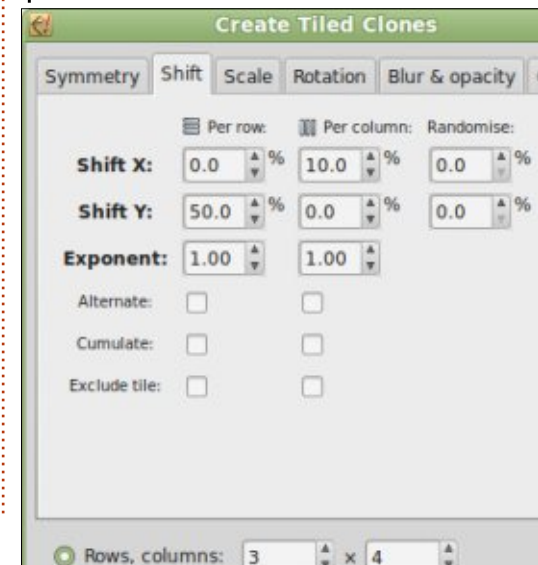 Create Tiled Clones
Symmetry Shift Scale Rotation Blur & opacity
Per row: Per column: Randomise:
Shift X: 0.0 % 10.0 % 0.0 %
Shift Y: 50.0 % 0.0 % 0.0 %
Exponent: 1.00 1.00
Alternate:
Cumulate:
Exclude tile:
Rows, columns: 3 x 4